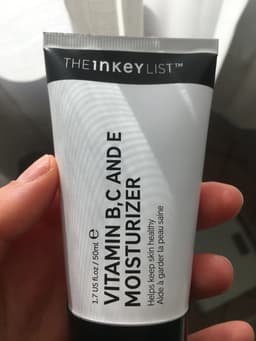 THE INKEY LIST™
VITAMIN B, C AND E
MOISTURIZER
Helps keep skin healthy
Aide à garder la peau saine
1.7 US fl.oz / 50ml ℮